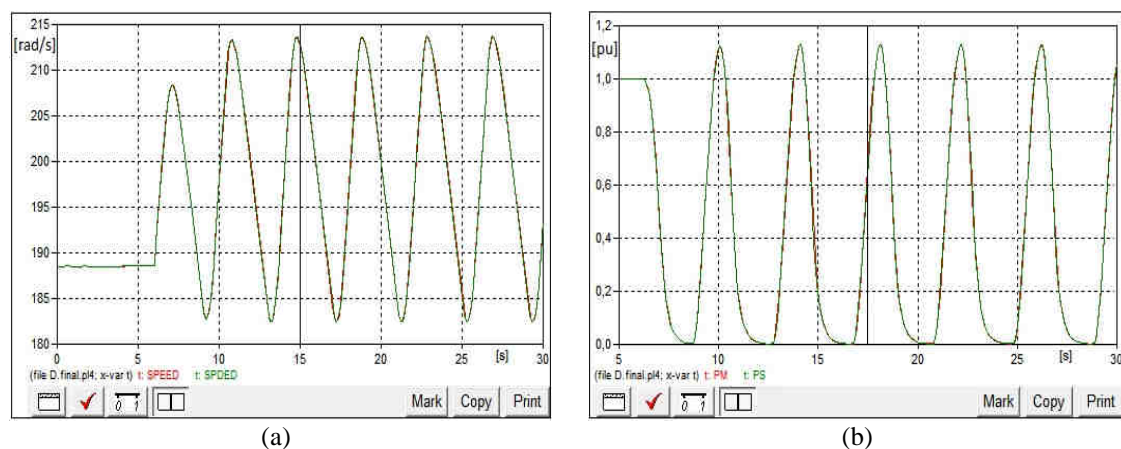 215
[rad/s]
210
205
200
195
190
185
180
0 5 10 15 20 25 [s] 30
(file D.final.pl4; x-var t) t: SPEED t: SPDED
Mark Copy Print
(a)
1,2
[pu]
1,0
0,8
0,6
0,4
0,2
0,0
5 10 15 20 25 [s] 30
(file D.final.pl4; x-var t) t: PM t: PS
Mark Copy Print
(b)